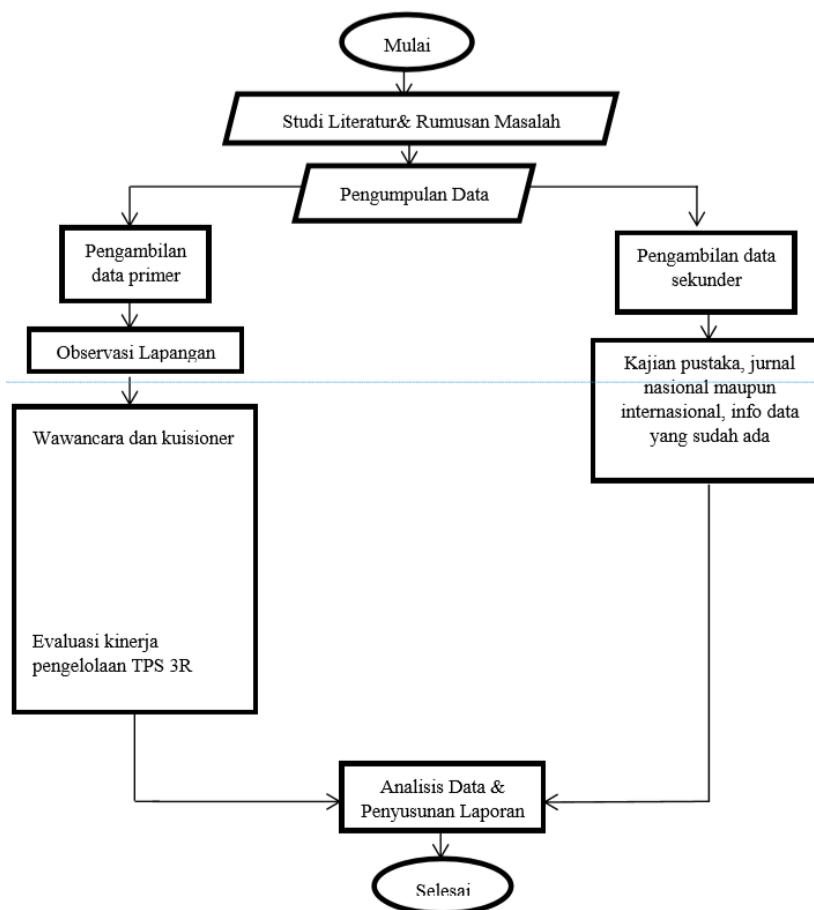 Mulai
Studi Literatur& Rumusan Masalah
Pengumpulan Data
Pengambilan
data primer
Observasi Lapangan
Wawancara dan kuisioner
Evaluasi kinerja
pengelolaan TPS 3R
Pengambilan data
sekunder
Kajian pustaka, jurnal
nasional maupun
internasional, info data
yang sudah ada
Analisis Data &
Penyusunan Laporan
Selesai